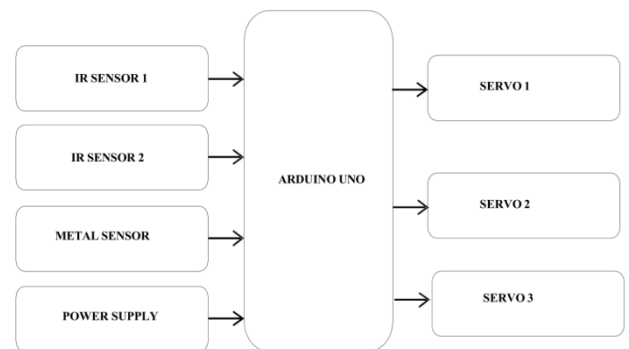 IR SENSOR 1
IR SENSOR 2
METAL SENSOR
POWER SUPPLY
ARDUINO UNO
SERVO 1
SERVO 2
SERVO 3